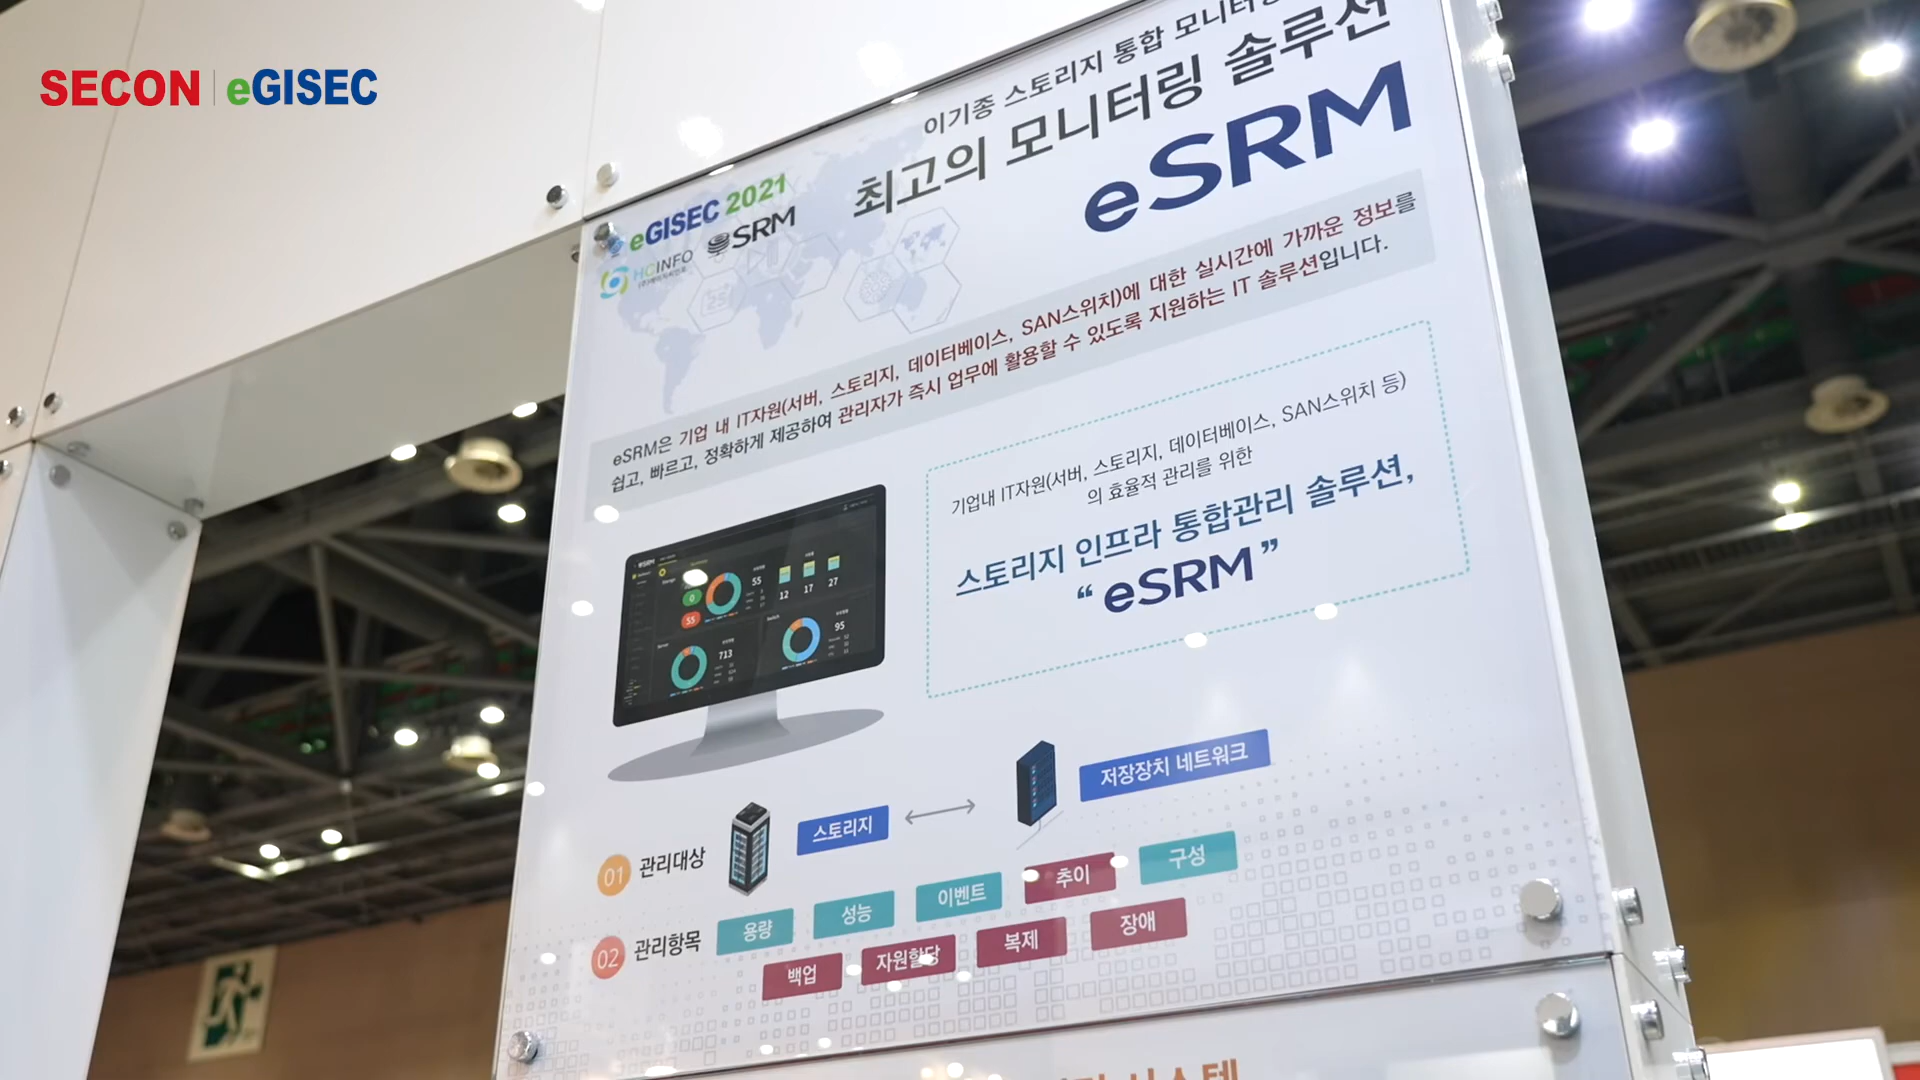 SECON | eGISEC
이기종 스토리지 통합 모니터링
최고의 모니터링 솔루션
eSRM
eGISEC 2021
HCINFO
SRM
eSRM은 기업 내 IT자원(서버, 스토리지, 데이터베이스, SAN스위치)에 대한 실시간에 가까운 정보를
쉽고, 빠르고, 정확하게 제공하여 관리자가 즉시 업무에 활용할 수 있도록 지원하는 IT 솔루션입니다.
기업내 IT자원(서버, 스토리지, 데이터베이스, SAN스위치 등)
의 효율적 관리를 위한
스토리지 인프라 통합관리 솔루션,
“ eSRM ”
0
55
55
12
17
27
713
95
01 관리대상
스토리지
저장장치 네트워크
02 관리항목
용량
성능
이벤트
추이
구성
백업
자원할당
복제
장애